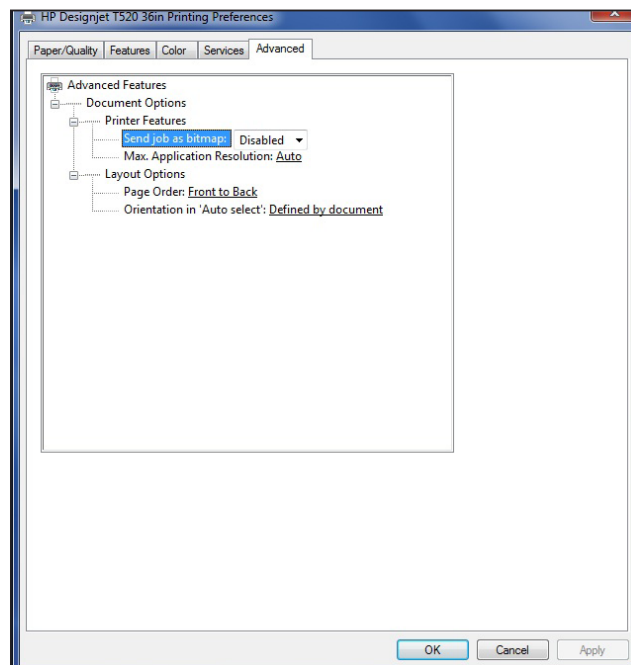 HP Designjet T520 36in Printing Preferences
Paper/Quality Features Color Services Advanced
Advanced Features
Document Options
Printer Features
Send job as bitmap: Disabled
Max. Application Resolution: Auto
Layout Options
Page Order: Front to Back
Orientation in 'Auto select': Defined by document
OK Cancel Apply